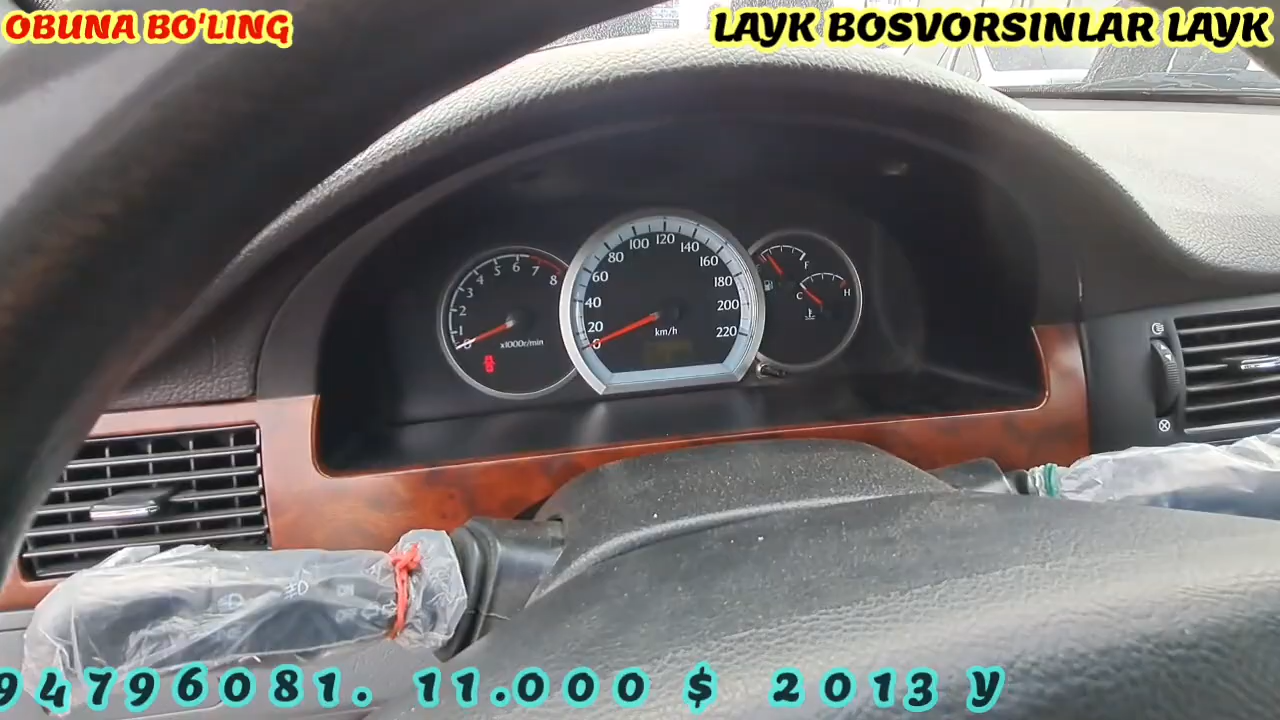 OBUNA BO'LING
LAYK BOSVORSINLAR LAYK
0 1 2 3 4 5 6 7 8
x1000r/min
0 20 40 60 80 100 120 140 160 180 200 220
km/h
F
C H
94796081. 11.000 $ 2013 Y